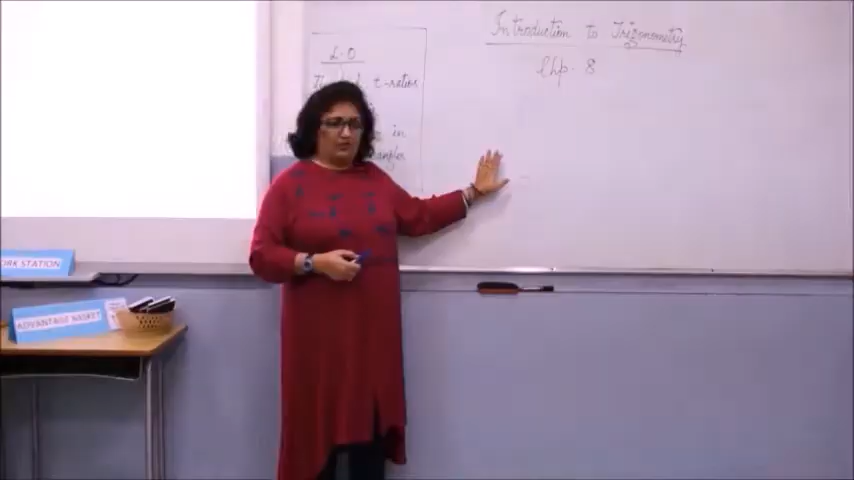 Introduction to Trigonometry
Chp- 8
L.O
t-ratios
in
WORK STATION
ADVANTAGE BASKET